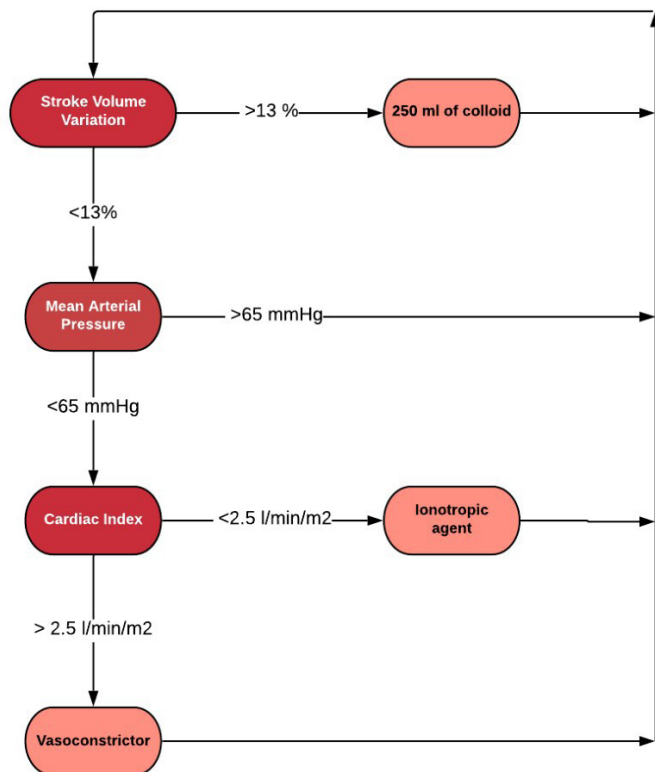 Stroke Volume
Variation
>13 %
250 ml of colloid
<13%
Mean Arterial
Pressure
>65 mmHg
<65 mmHg
Cardiac Index
<2.5 l/min/m2
Ionotropic
agent
> 2.5 l/min/m2
Vasoconstrictor